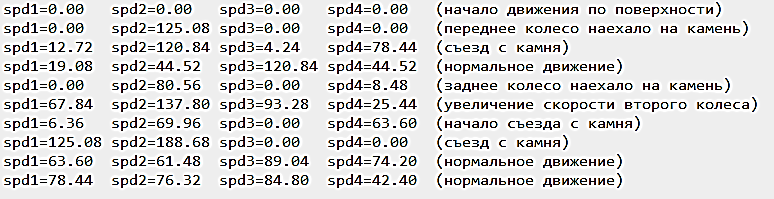 spd1=0.00 spd2=0.00 spd3=0.00 spd4=0.00 (начало движения по поверхности)
spd1=0.00 spd2=125.08 spd3=0.00 spd4=0.00 (переднее колесо наехало на камень)
spd1=12.72 spd2=120.84 spd3=4.24 spd4=78.44 (съезд с камня)
spd1=19.08 spd2=44.52 spd3=120.84 spd4=44.52 (нормальное движение)
spd1=0.00 spd2=80.56 spd3=0.00 spd4=8.48 (заднее колесо наехало на камень)
spd1=67.84 spd2=137.80 spd3=93.28 spd4=25.44 (увеличение скорости второго колеса)
spd1=6.36 spd2=69.96 spd3=0.00 spd4=63.60 (начало съезда с камня)
spd1=125.08 spd2=188.68 spd3=0.00 spd4=0.00 (съезд с камня)
spd1=63.60 spd2=61.48 spd3=89.04 spd4=74.20 (нормальное движение)
spd1=78.44 spd2=76.32 spd3=84.80 spd4=42.40 (нормальное движение)